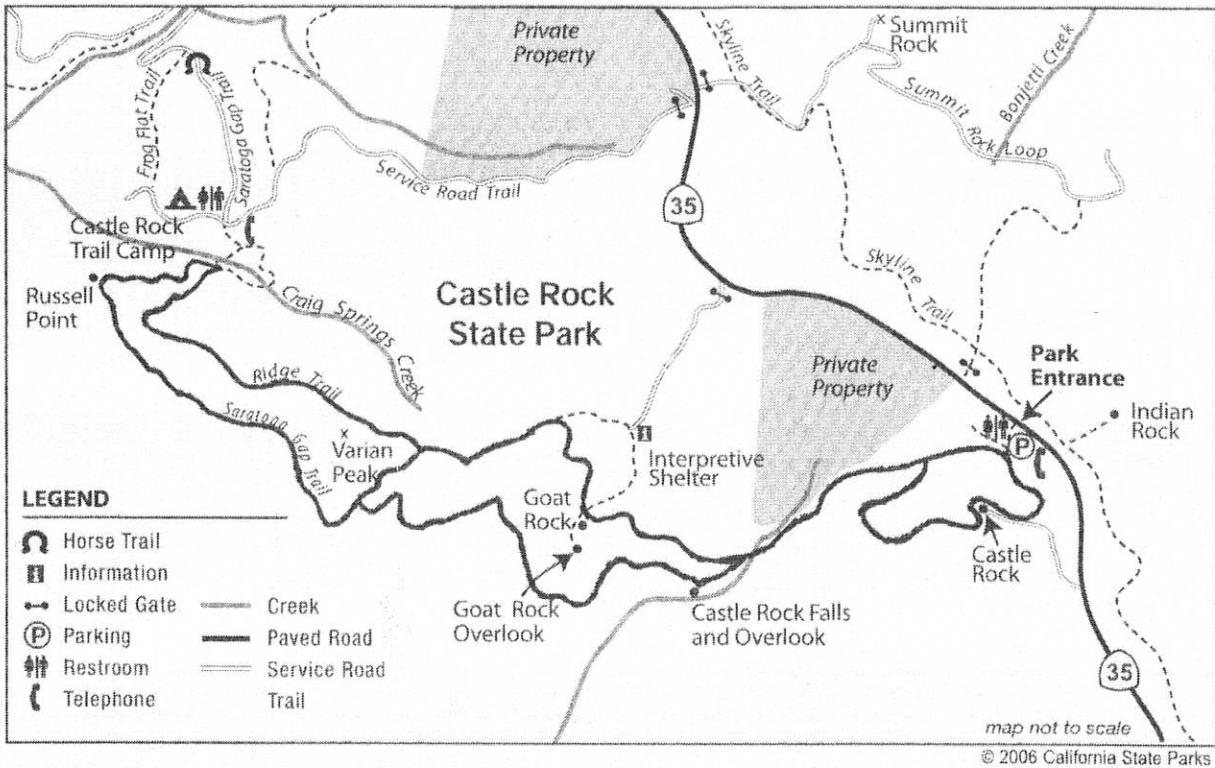 Private
Property
Skyline
Trail
Summit
Rock
Bonjetti Creek
Summit Rock Loop
Frog Flat Trail
Saratoga Gap Trail
Service Road Trail
35
Castle Rock
Trail Camp
Skyline
Trail
Russell
Point
Craig Springs
Creek
Castle Rock
State Park
Private
Property
Park
Entrance
Indian
Rock
Ridge Trail
Saratoga Gap Trail
Varian
Peak
P
Interpretive
Shelter
Goat
Rock
Castle
Rock
Goat Rock
Overlook
Castle Rock Falls
and Overlook
35
LEGEND
Horse Trail
Information
Locked Gate
P Parking
Restroom
Telephone
Creek
Paved Road
Service Road
Trail
map not to scale
© 2006 California State Parks